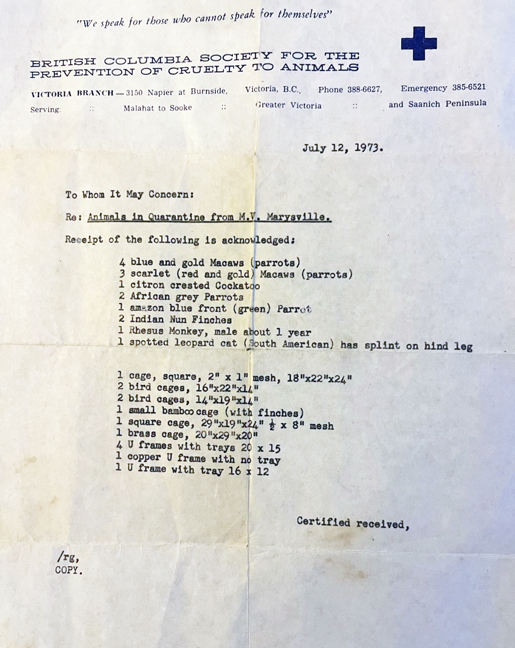 "We speak for those who cannot speak for themselves"
BRITISH COLUMBIA SOCIETY FOR THE
PREVENTION OF CRUELTY TO ANIMALS
VICTORIA BRANCH — 3150 Napier at Burnside, Victoria, B.C., Phone 388-6627, Emergency 385-6521
Serving :: Malahat to Sooke :: Greater Victoria :: and Saanich Peninsula
July 12, 1973.
To Whom It May Concern:
Re: Animals in Quarantine from M.V. Marysville.
Receipt of the following is acknowledged:
4 blue and gold Macaws (parrots)
3 scarlet (red and gold) Macaws (parrots)
1 citron crested Cockatoo
2 African grey Parrots
1 amazon blue front (green) Parrot
2 Indian Nun Finches
1 Rhesus Monkey, male about 1 year
1 spotted leopard cat (South American) has splint on hind leg
1 cage, square, 2" x 1" mesh, 18"x22"x24"
2 bird cages, 16"x22"x14"
2 bird cages, 14"x19"x14"
1 small bamboo cage (with finches)
1 square cage, 29"x19"x24" ½ x 8" mesh
1 brass cage, 20"x29"x20"
4 U frames with trays 20 x 15
1 copper U frame with no tray
1 U frame with tray 16 x 12
Certified received,
/rg,
COPY.